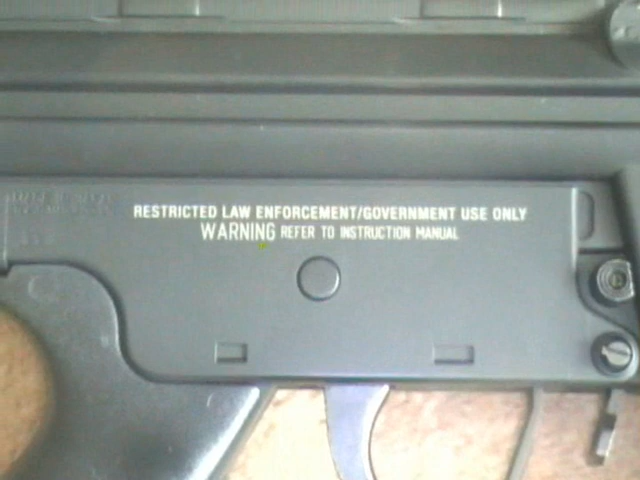 RESTRICTED LAW ENFORCEMENT/GOVERNMENT USE ONLY
WARNING REFER TO INSTRUCTION MANUAL